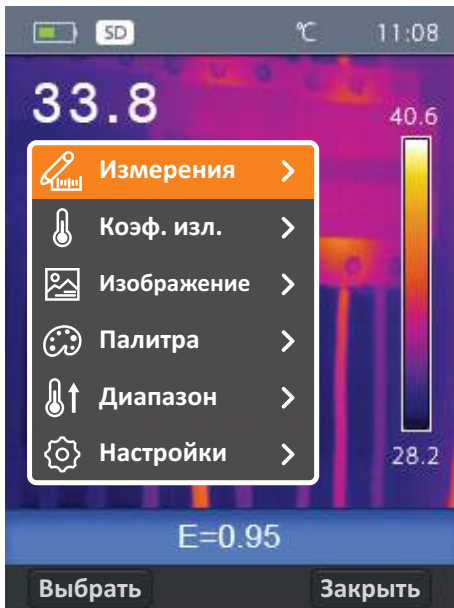 SD ℃ 11:08
33.8
40.6
Измерения
Коэф. изл.
Изображение
Палитра
Диапазон
Настройки
28.2
E=0.95
Выбрать Закрыть